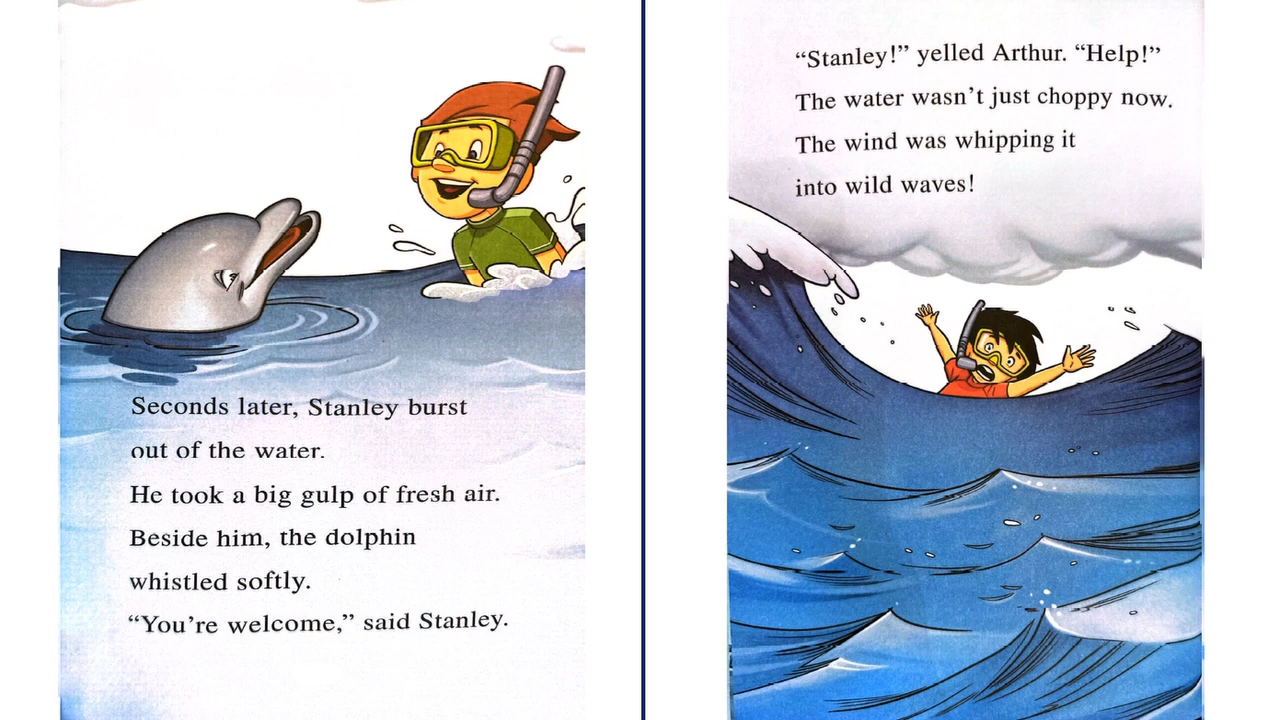 Seconds later, Stanley burst
out of the water.
He took a big gulp of fresh air.
Beside him, the dolphin
whistled softly.
“You’re welcome,” said Stanley.
“Stanley!” yelled Arthur. “Help!”
The water wasn’t just choppy now.
The wind was whipping it
into wild waves!